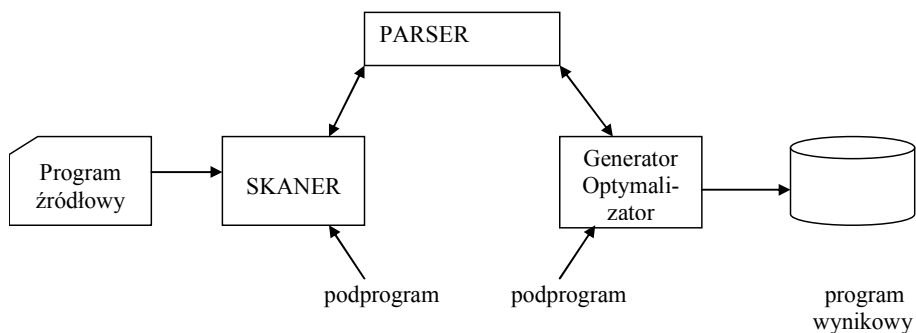 PARSER
Program
źródłowy
SKANER
Generator
Optymali-
zator
podprogram
podprogram
program
wynikowy